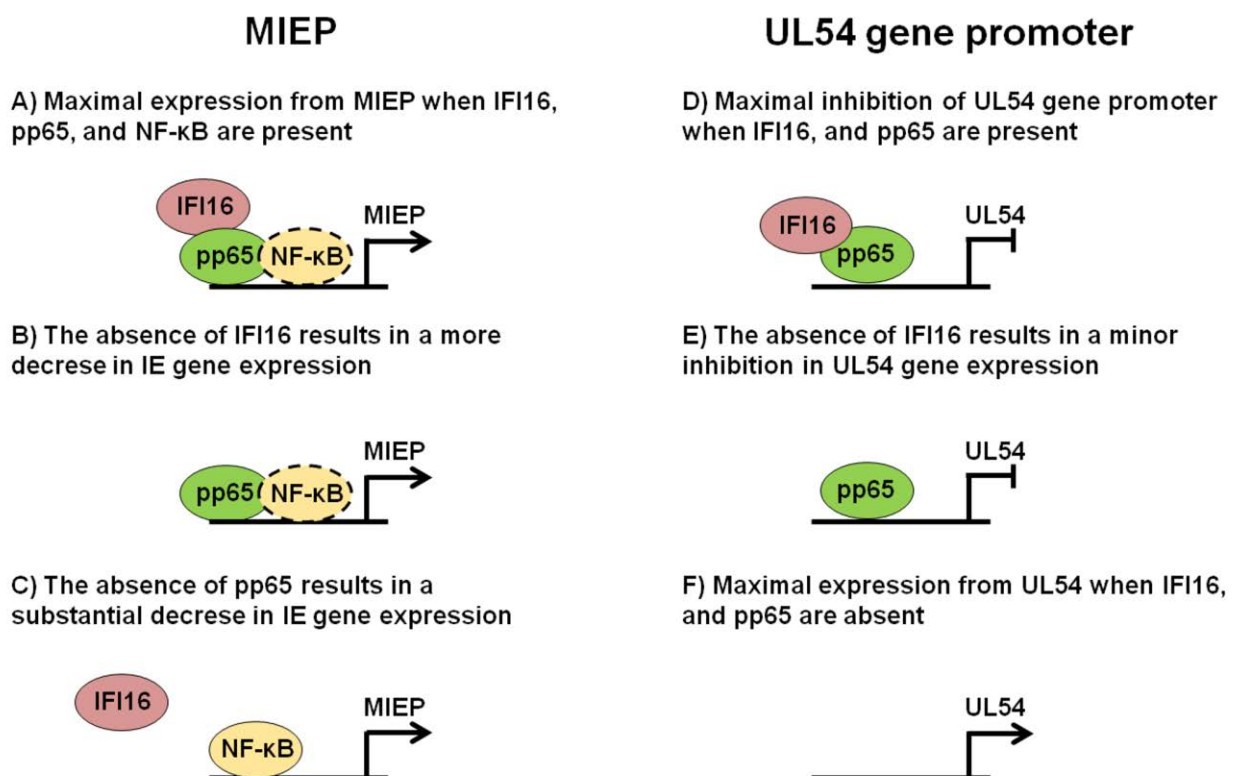 MIEP
A) Maximal expression from MIEP when IFI16,
pp65, and NF-κB are present
IFI16
MIEP
pp65
NF-κB
B) The absence of IFI16 results in a more
decrese in IE gene expression
MIEP
pp65
NF-κB
C) The absence of pp65 results in a
substantial decrese in IE gene expression
IFI16
MIEP
NF-κB
UL54 gene promoter
D) Maximal inhibition of UL54 gene promoter
when IFI16, and pp65 are present
UL54
IFI16
pp65
E) The absence of IFI16 results in a minor
inhibition in UL54 gene expression
UL54
pp65
F) Maximal expression from UL54 when IFI16,
and pp65 are absent
UL54